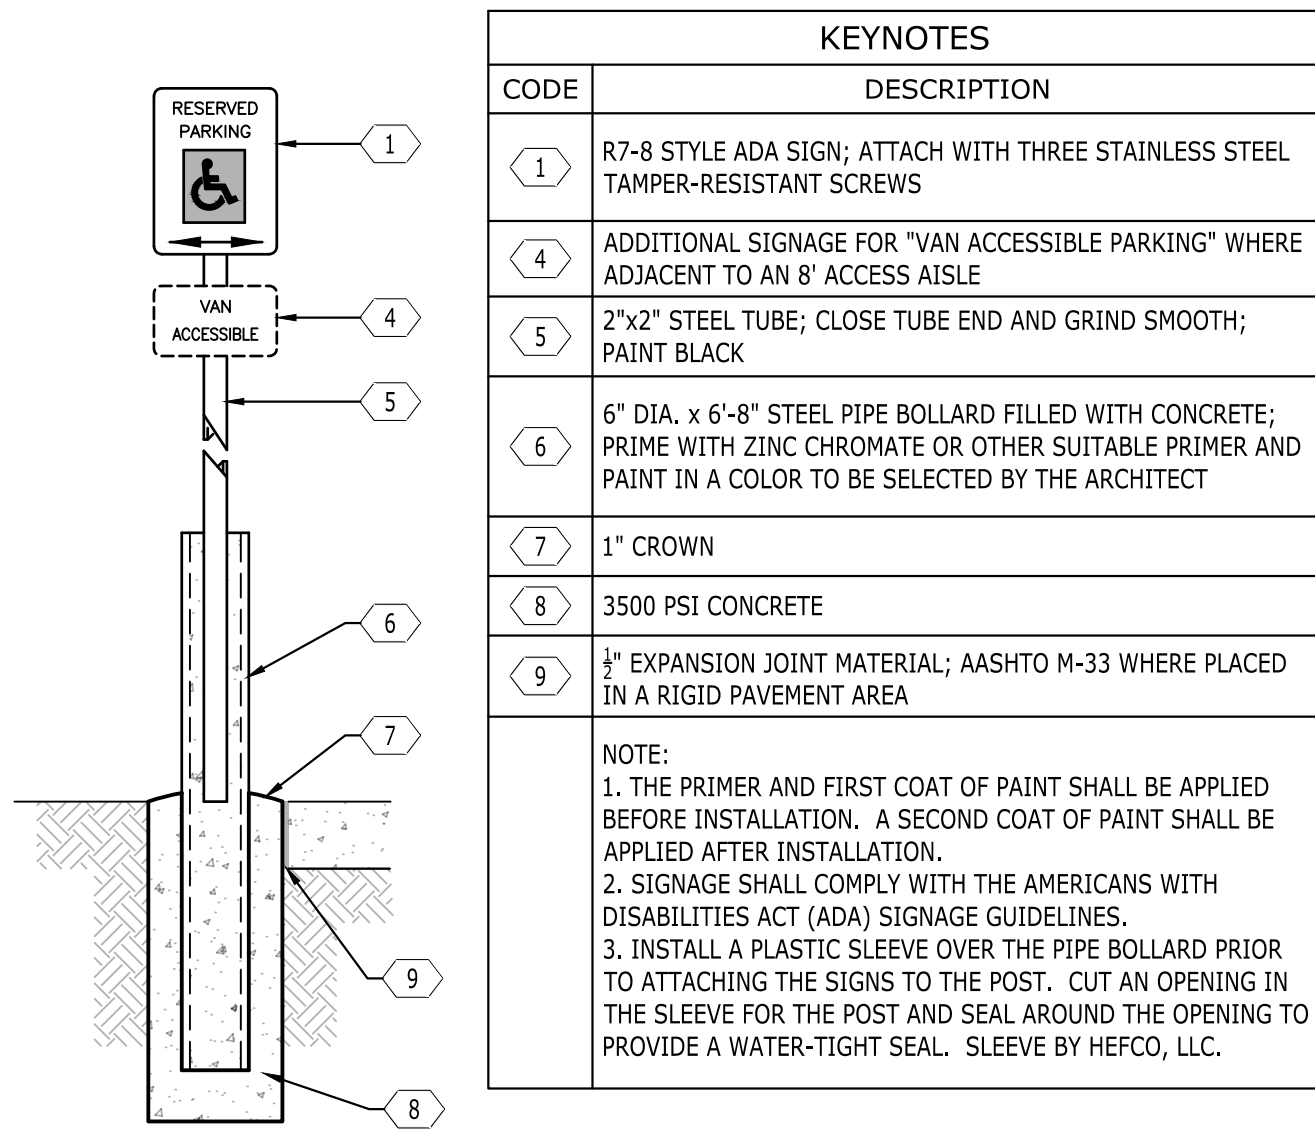 RESERVED
PARKING
VAN
ACCESSIBLE
1
4
5
6
7
9
8
KEYNOTES
CODE DESCRIPTION
1 R7-8 STYLE ADA SIGN; ATTACH WITH THREE STAINLESS STEEL
TAMPER-RESISTANT SCREWS
4 ADDITIONAL SIGNAGE FOR "VAN ACCESSIBLE PARKING" WHERE
ADJACENT TO AN 8' ACCESS AISLE
5 2"x2" STEEL TUBE; CLOSE TUBE END AND GRIND SMOOTH;
PAINT BLACK
6 6" DIA. x 6'-8" STEEL PIPE BOLLARD FILLED WITH CONCRETE;
PRIME WITH ZINC CHROMATE OR OTHER SUITABLE PRIMER AND
PAINT IN A COLOR TO BE SELECTED BY THE ARCHITECT
7 1" CROWN
8 3500 PSI CONCRETE
9 ½" EXPANSION JOINT MATERIAL; AASHTO M-33 WHERE PLACED
IN A RIGID PAVEMENT AREA
NOTE:
1. THE PRIMER AND FIRST COAT OF PAINT SHALL BE APPLIED
BEFORE INSTALLATION. A SECOND COAT OF PAINT SHALL BE
APPLIED AFTER INSTALLATION.
2. SIGNAGE SHALL COMPLY WITH THE AMERICANS WITH
DISABILITIES ACT (ADA) SIGNAGE GUIDELINES.
3. INSTALL A PLASTIC SLEEVE OVER THE PIPE BOLLARD PRIOR
TO ATTACHING THE SIGNS TO THE POST. CUT AN OPENING IN
THE SLEEVE FOR THE POST AND SEAL AROUND THE OPENING TO
PROVIDE A WATER-TIGHT SEAL. SLEEVE BY HEFCO, LLC.